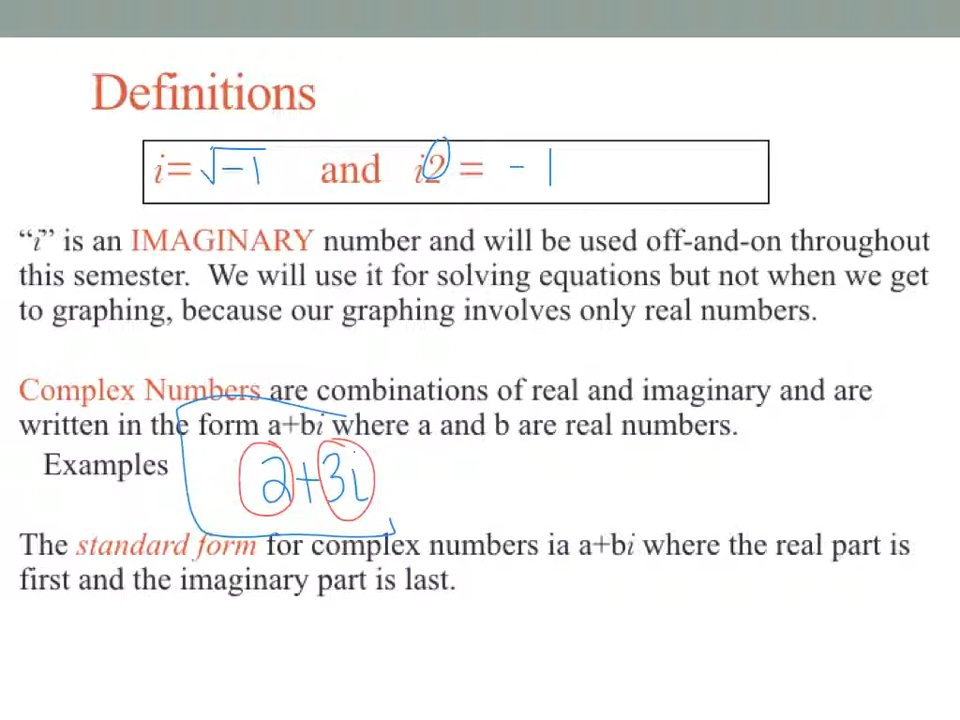 Definitions
i= √-1 and i2 = - 1
“i” is an IMAGINARY number and will be used off-and-on throughout
this semester. We will use it for solving equations but not when we get
to graphing, because our graphing involves only real numbers.
Complex Numbers are combinations of real and imaginary and are
written in the form a+bi where a and b are real numbers.
Examples 2+3i
The standard form for complex numbers ia a+bi where the real part is
first and the imaginary part is last.